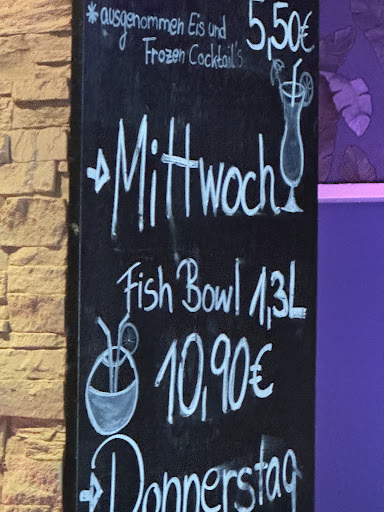 *ausgenommen Eis und
Frozen Cocktail's
5,50€
Mittwoch
Fish Bowl 1,3L
10,90€
Donnerstag